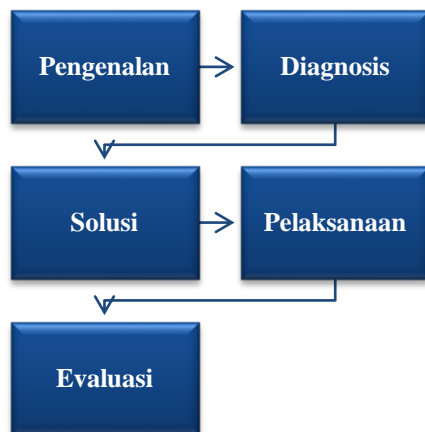 Pengenalan
Diagnosis
Solusi
Pelaksanaan
Evaluasi